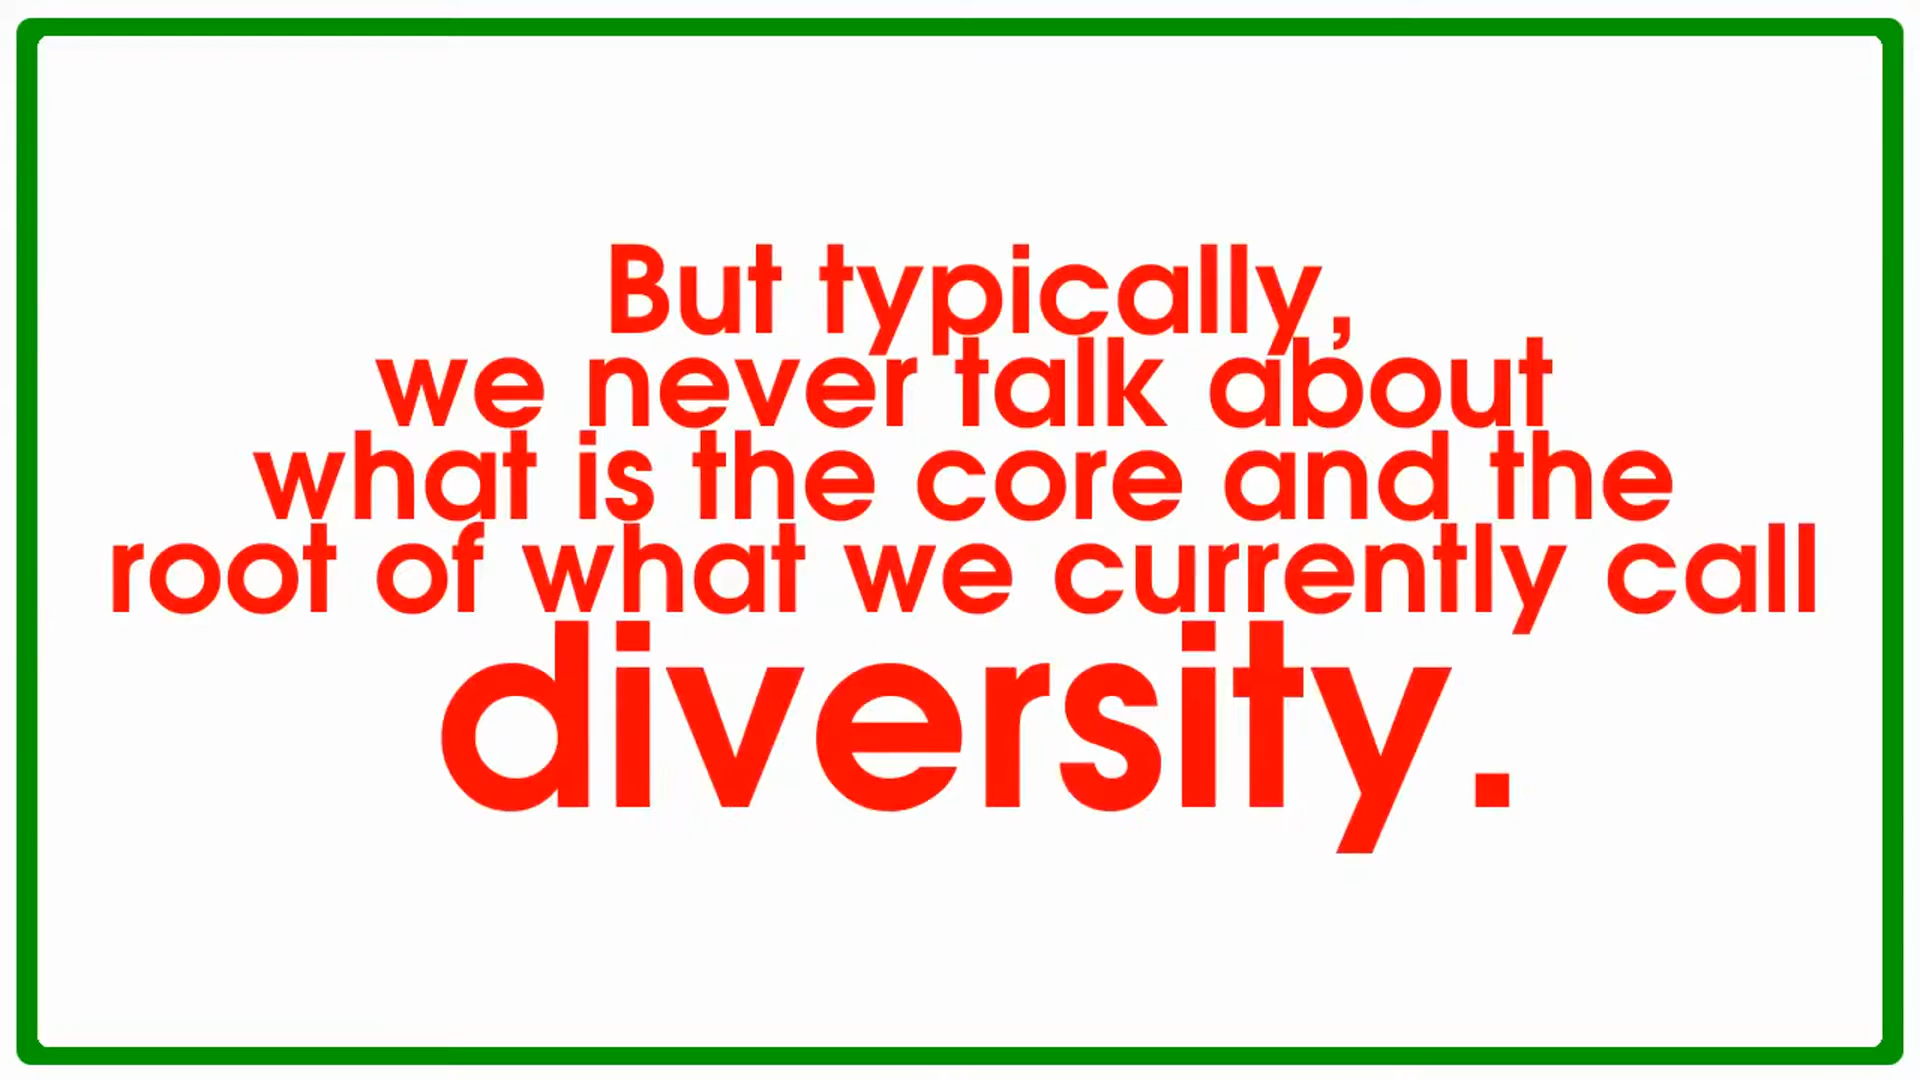 But typically,
we never talk about
what is the core and the
root of what we currently call
diversity.